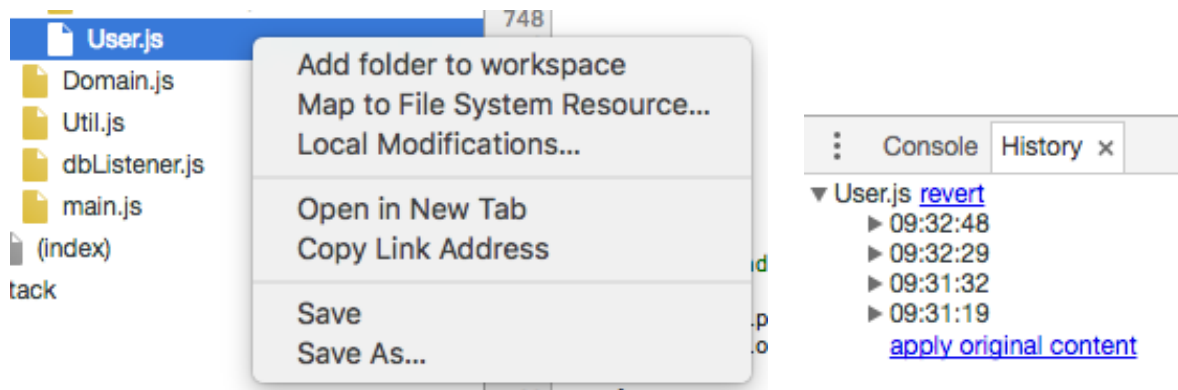 748
User.js
Domain.js
Util.js
dbListener.js
main.js
(index)
tack
Add folder to workspace
Map to File System Resource...
Local Modifications...
Open in New Tab
Copy Link Address
Save
Save As...
nd
.p
.o
Console History ×
User.js revert
09:32:48
09:32:29
09:31:32
09:31:19
apply original content